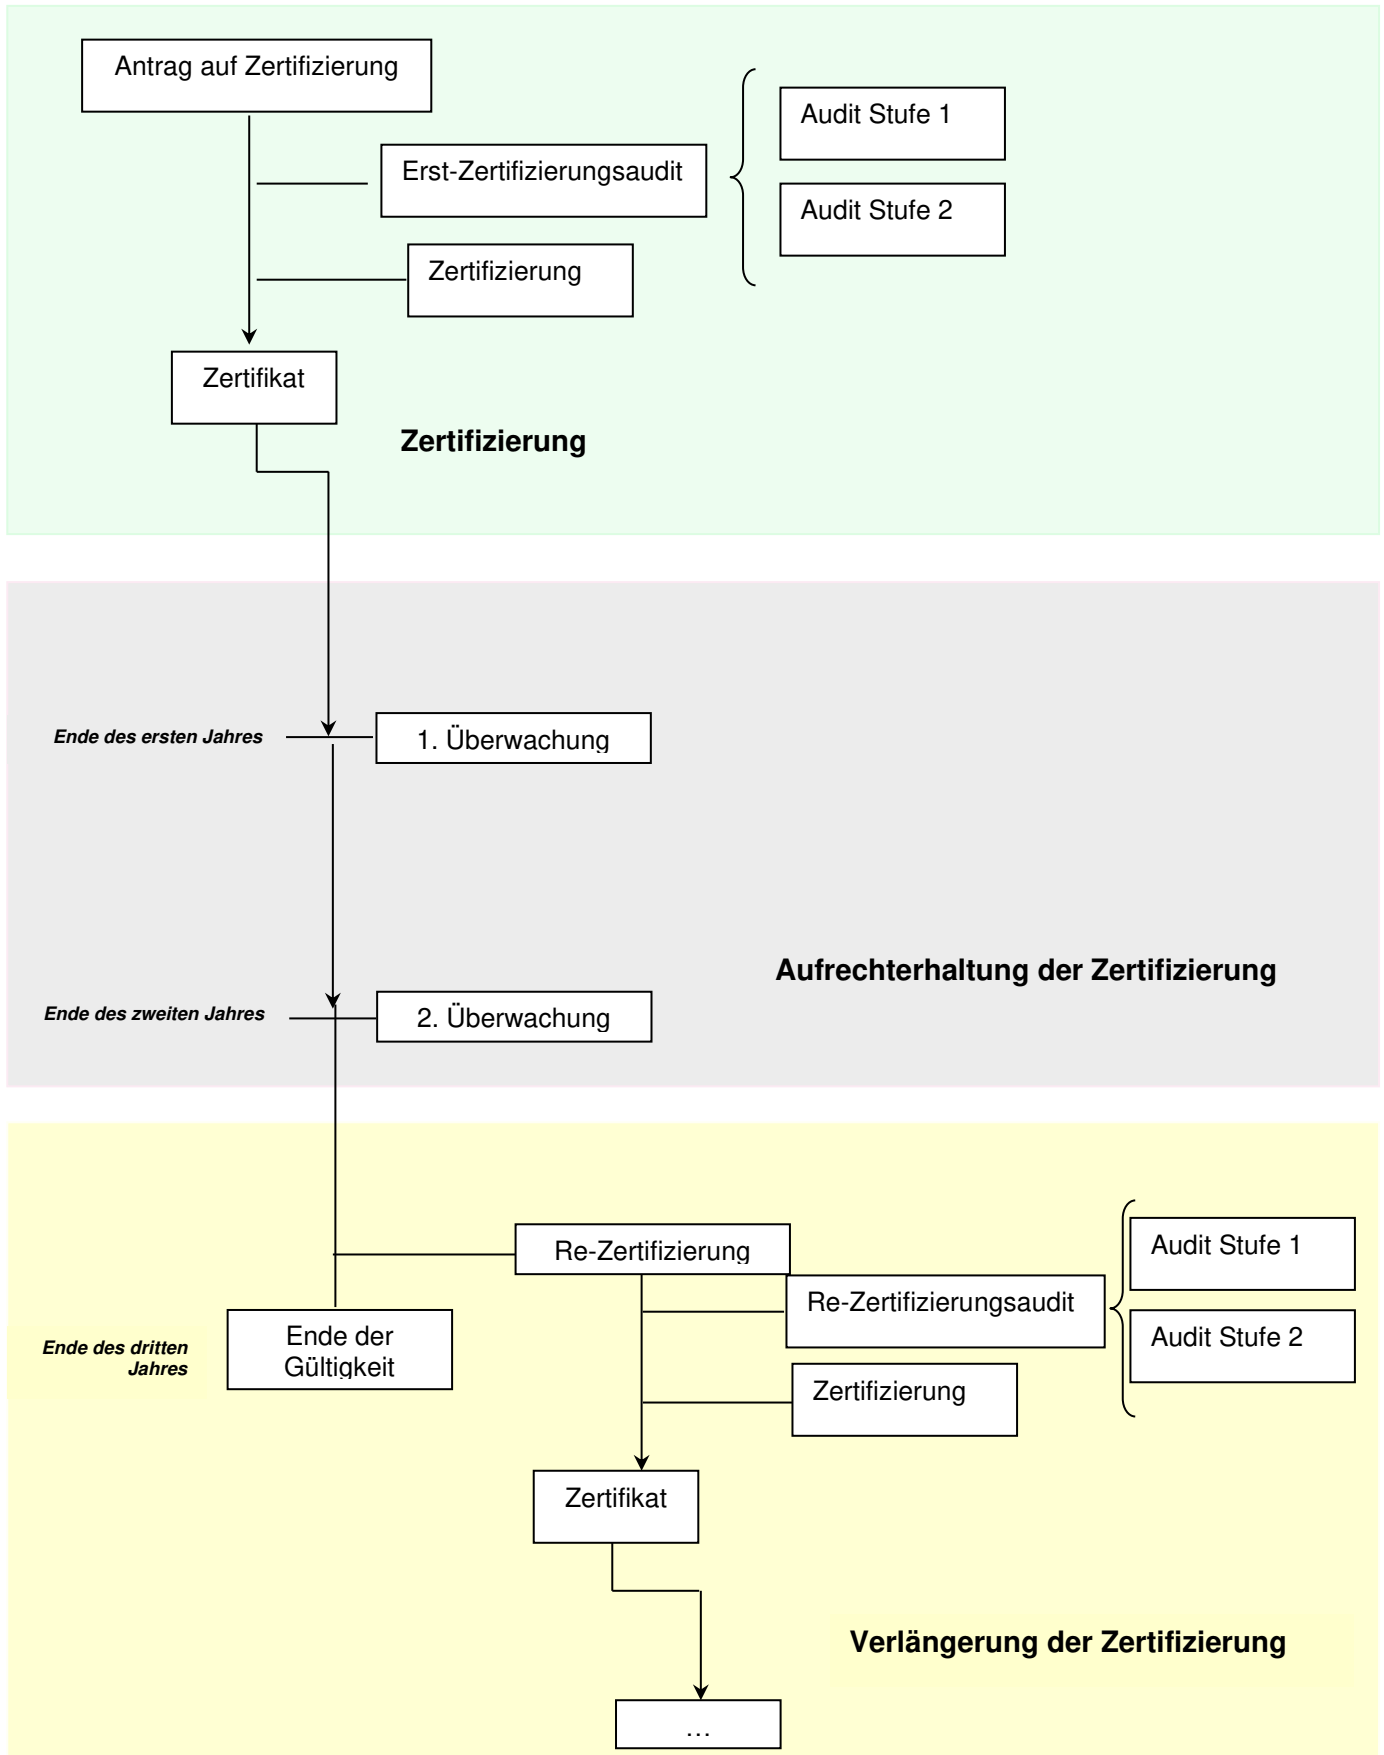 Antrag auf Zertifizierung
Audit Stufe 1
Erst-Zertifizierungsaudit
Audit Stufe 2
Zertifizierung
Zertifikat
Zertifizierung
Ende des ersten Jahres
1. Überwachung
Aufrechterhaltung der Zertifizierung
Ende des zweiten Jahres
2. Überwachung
Re-Zertifizierung
Audit Stufe 1
Re-Zertifizierungsaudit
Ende des dritten
Jahres
Ende der
Gültigkeit
Audit Stufe 2
Zertifizierung
Zertifikat
Verlängerung der Zertifizierung
…